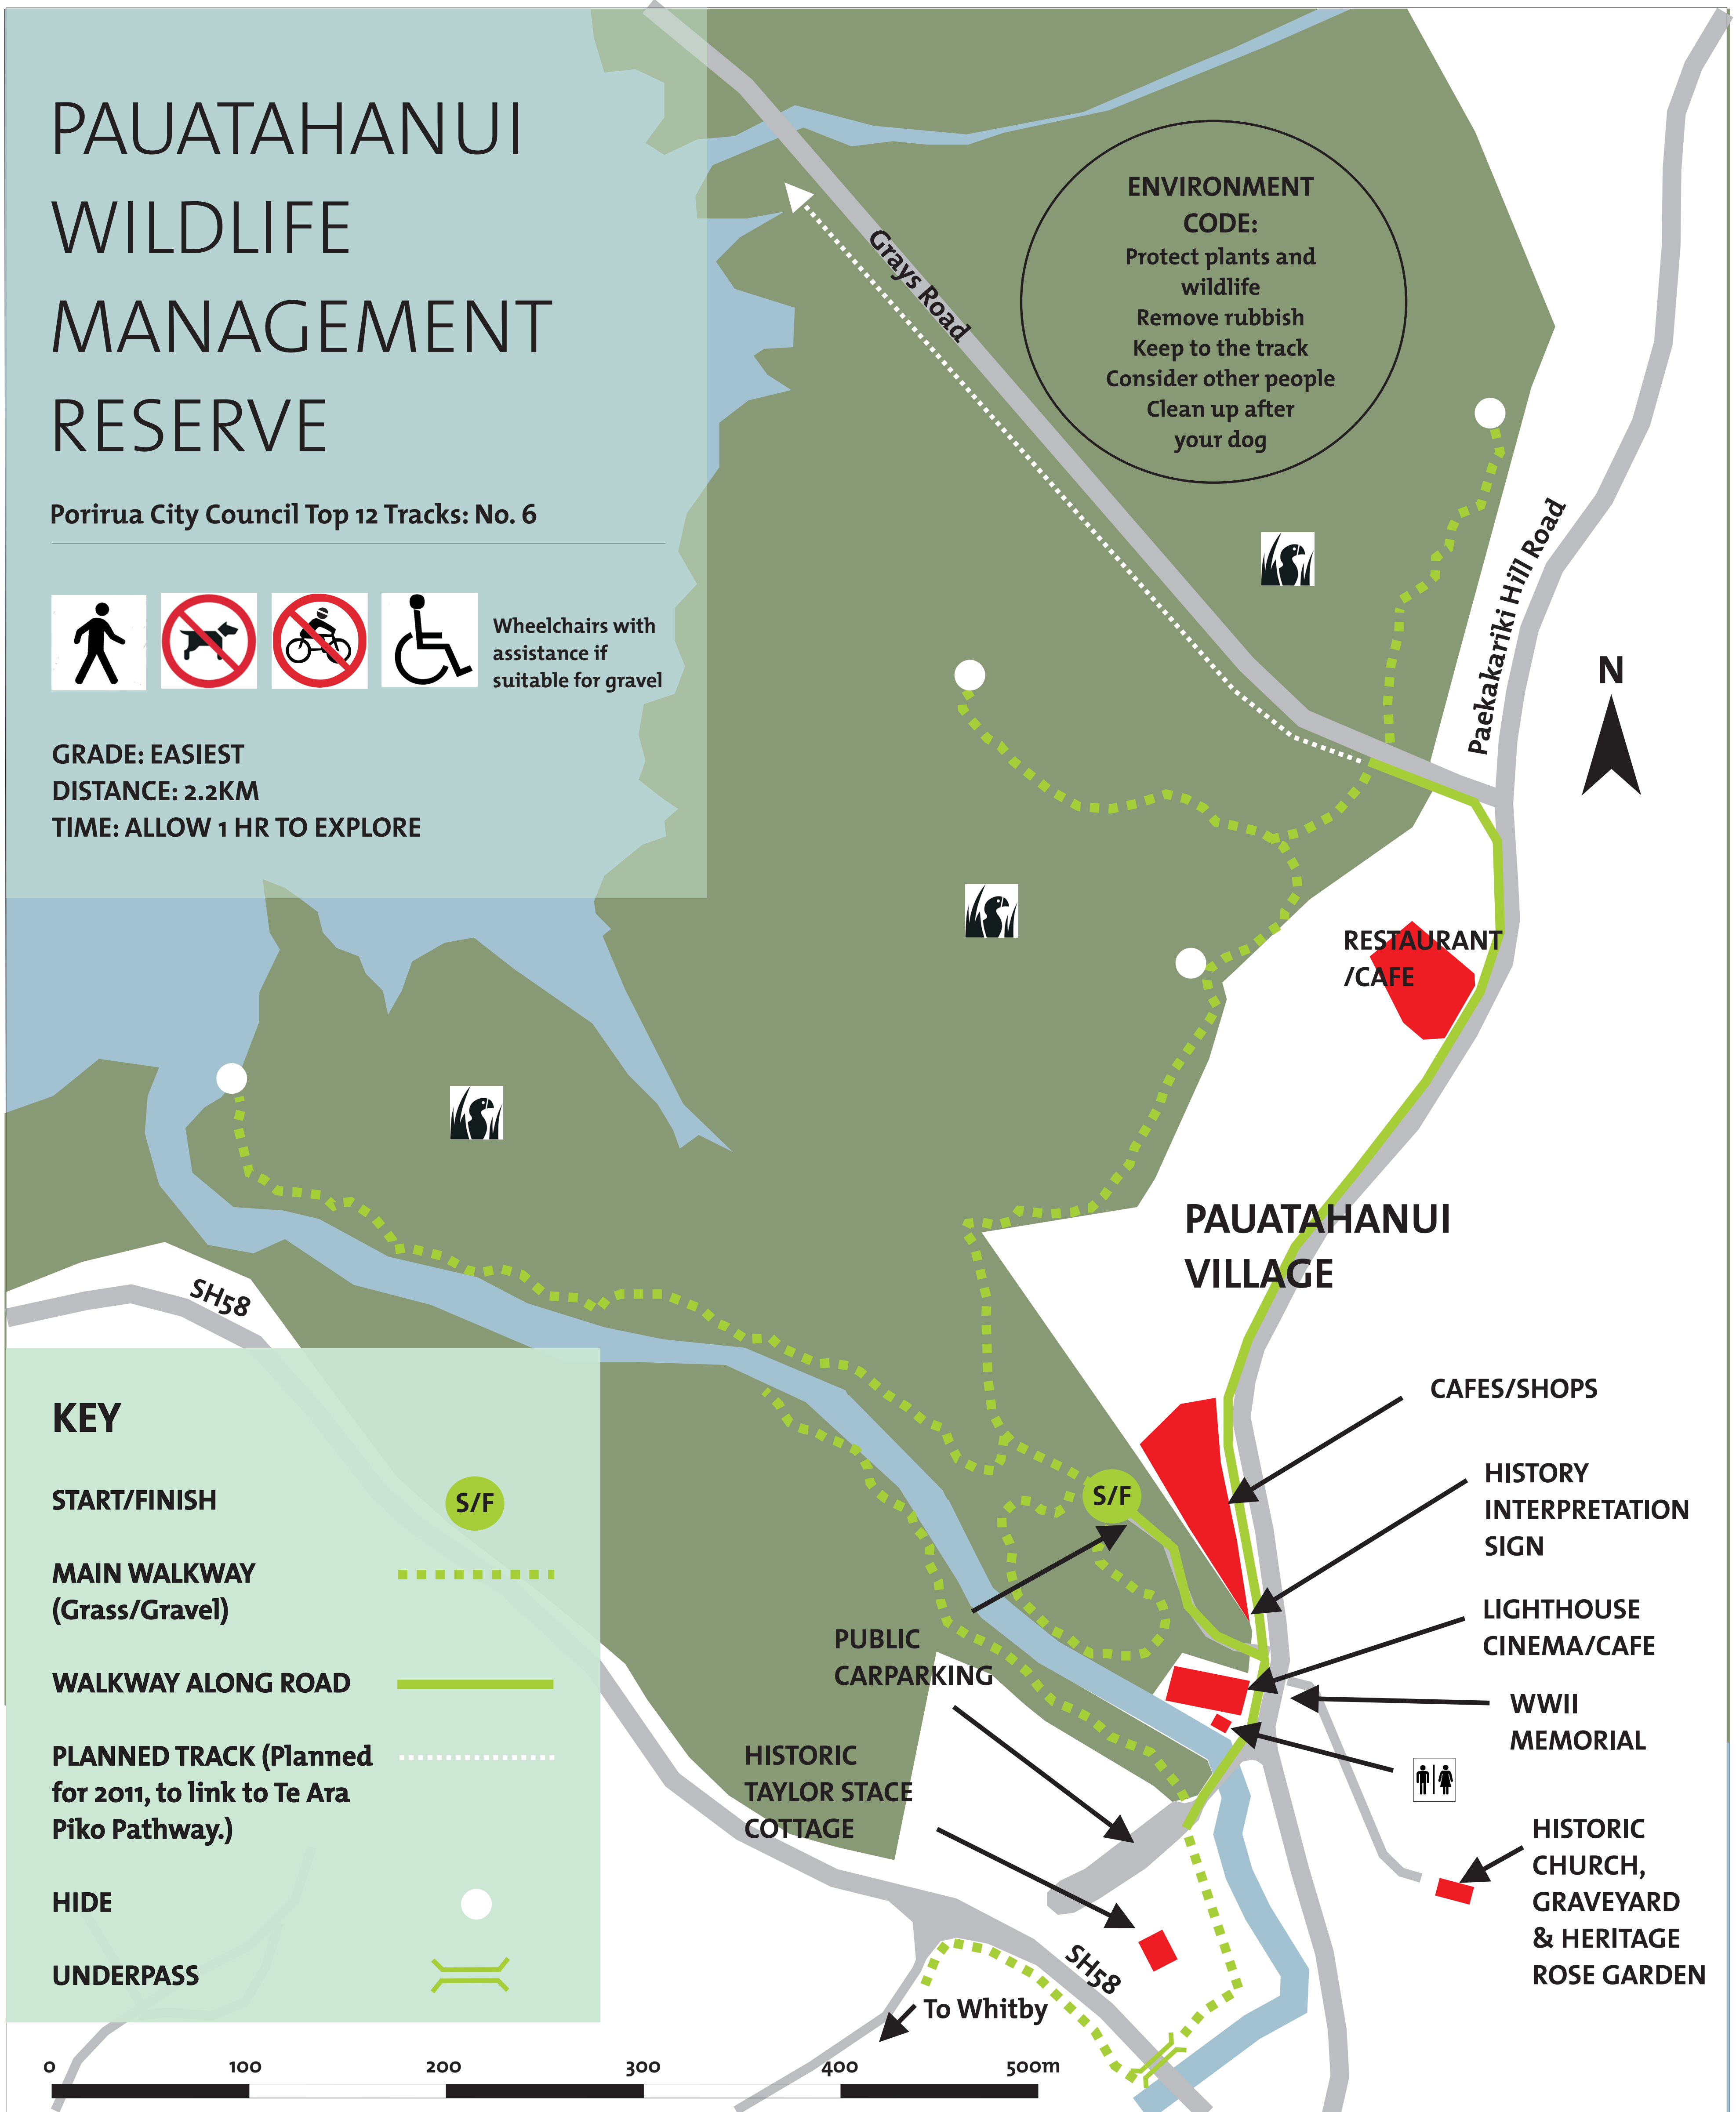 PAUATAHANUI
WILDLIFE
MANAGEMENT
RESERVE
Porirua City Council Top 12 Tracks: No. 6
Wheelchairs with
assistance if
suitable for gravel
GRADE: EASIEST
DISTANCE: 2.2KM
TIME: ALLOW 1 HR TO EXPLORE
ENVIRONMENT
CODE:
Protect plants and
wildlife
Remove rubbish
Keep to the track
Consider other people
Clean up after
your dog
Grays Road
Paekakariki Hill Road
N
RESTAURANT
/CAFE
PAUATAHANUI
VILLAGE
SH58
CAFES/SHOPS
HISTORY
INTERPRETATION
SIGN
S/F
LIGHTHOUSE
CINEMA/CAFE
PUBLIC
CARPARKING
WWII
MEMORIAL
HISTORIC
TAYLOR STACE
COTTAGE
HISTORIC
CHURCH,
GRAVEYARD
& HERITAGE
ROSE GARDEN
SH58
To Whitby
KEY
START/FINISH
S/F
MAIN WALKWAY
(Grass/Gravel)
WALKWAY ALONG ROAD
PLANNED TRACK (Planned
for 2011, to link to Te Ara
Piko Pathway.)
HIDE
UNDERPASS
0 100 200 300 400 500m